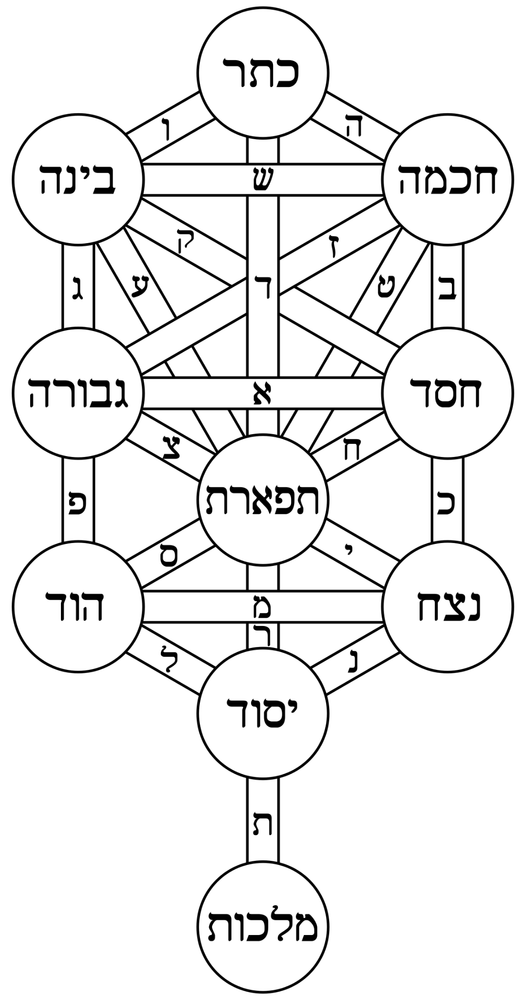 כתר
ה
ו
חכמה
ש
בינה
ז
ק
ב
ט
ד
ע
ג
חסד
א
גבורה
ח
צ
תפארת
כ
פ
י
ס
נצח
מ
הוד
ר
נ
ל
יסוד
ת
מלכות